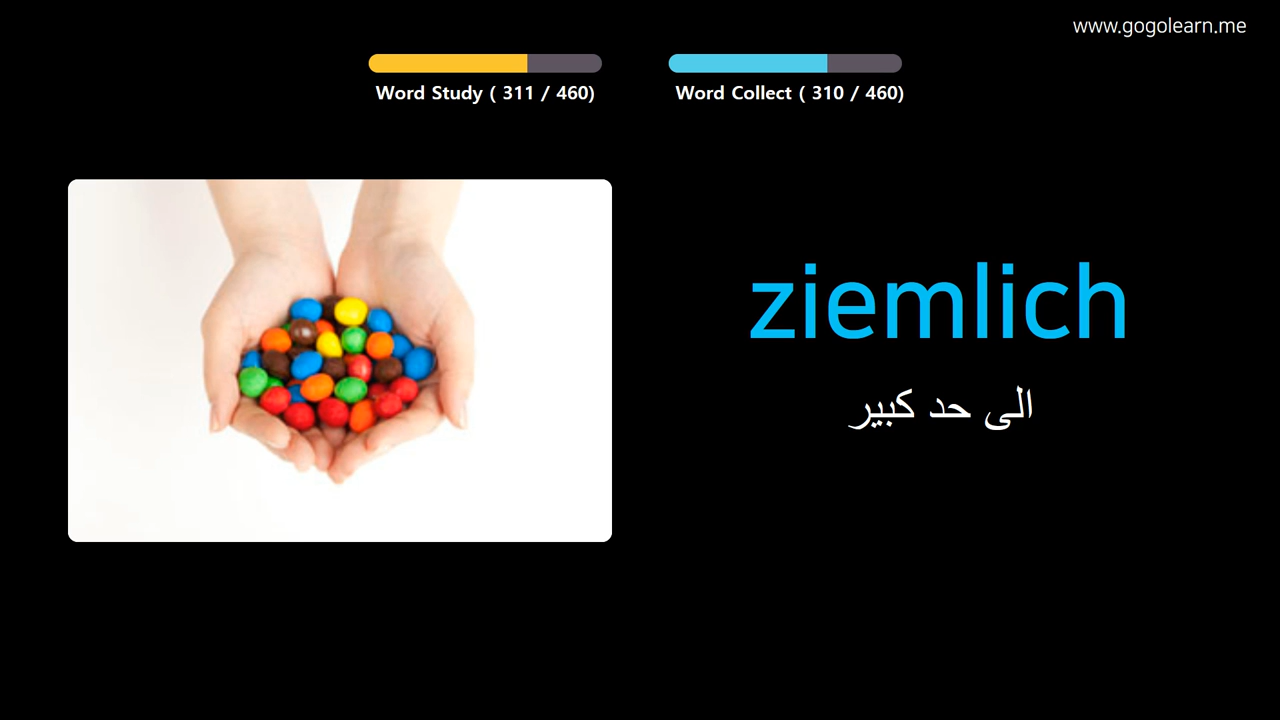 www.gogolearn.me
Word Study ( 311 / 460)
Word Collect ( 310 / 460)
ziemlich
الى حد كبير